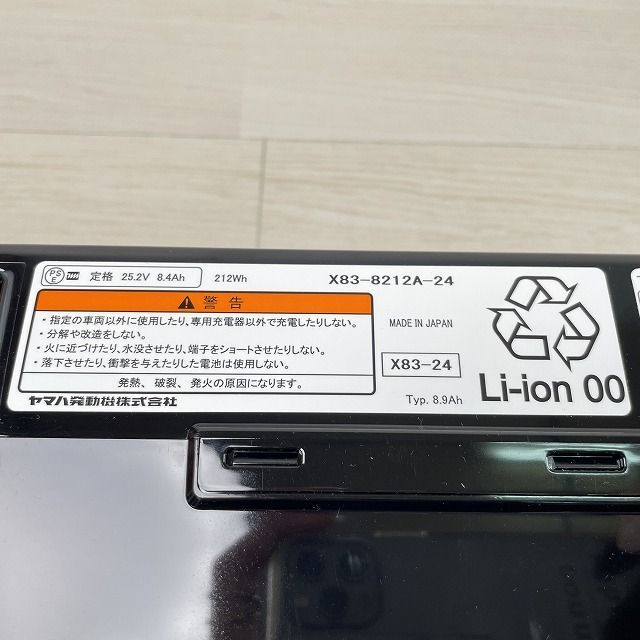 PS E 定格 25.2V 8.4Ah 212Wh X83-8212A-24
警告
・指定の車両以外に使用したり、専用充電器以外で充電したりしない。
・分解や改造をしない。
・火に近づけたり、水没させたり、端子をショートさせたりしない。
・落下させたり、衝撃を与えたりした電池は使用しない。
発熱、破裂、発火の原因になります。
ヤマハ発動機株式会社
MADE IN JAPAN
X83-24
Typ. 8.9Ah
Li-ion 00